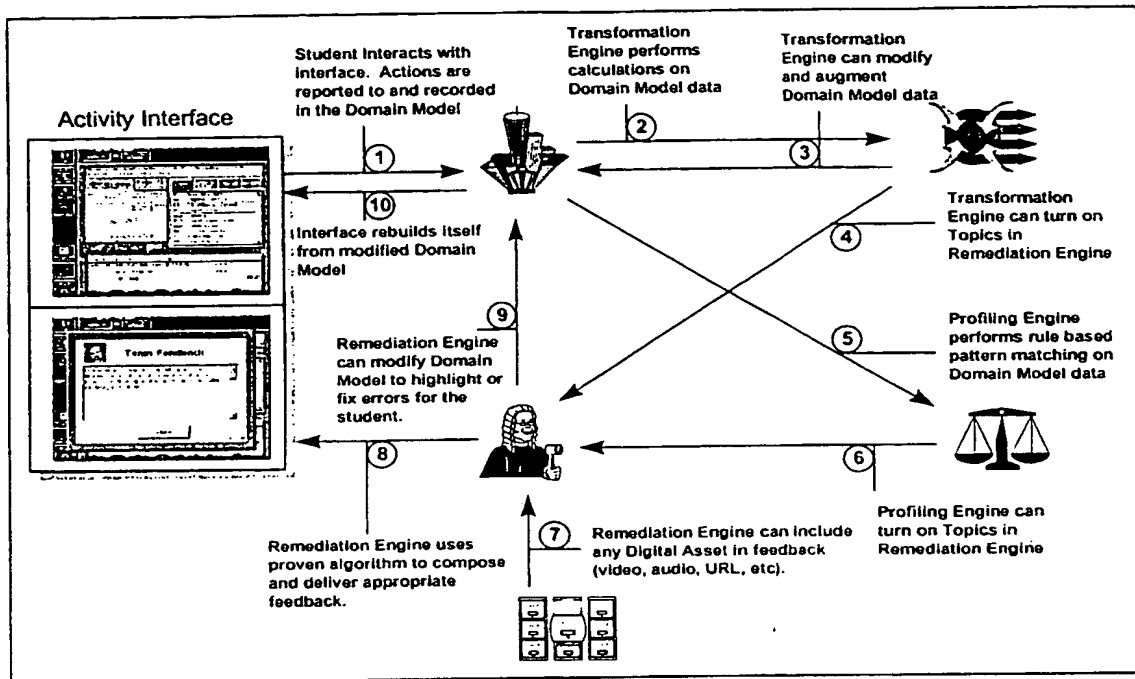 Student Interacts with
Interface. Actions are
reported to and recorded
in the Domain Model
Transformation
Engine performs
calculations on
Domain Model data
Transformation
Engine can modify
and augment
Domain Model data
Activity Interface
1
2
3
10
Interface rebuilds itself
from modified Domain
Model
4
Transformation
Engine can turn on
Topics in
Remediation Engine
9
Remediation Engine
can modify Domain
Model to highlight or
fix errors for the
student.
5
Profiling Engine
performs rule based
pattern matching on
Domain Model data
Team Feedback
8
6
Remediation Engine uses
proven algorithm to compose
and deliver appropriate
feedback.
7
Remediation Engine can include
any Digital Asset in feedback
(video, audio, URL, etc).
Profiling Engine can
turn on Topics in
Remediation Engine